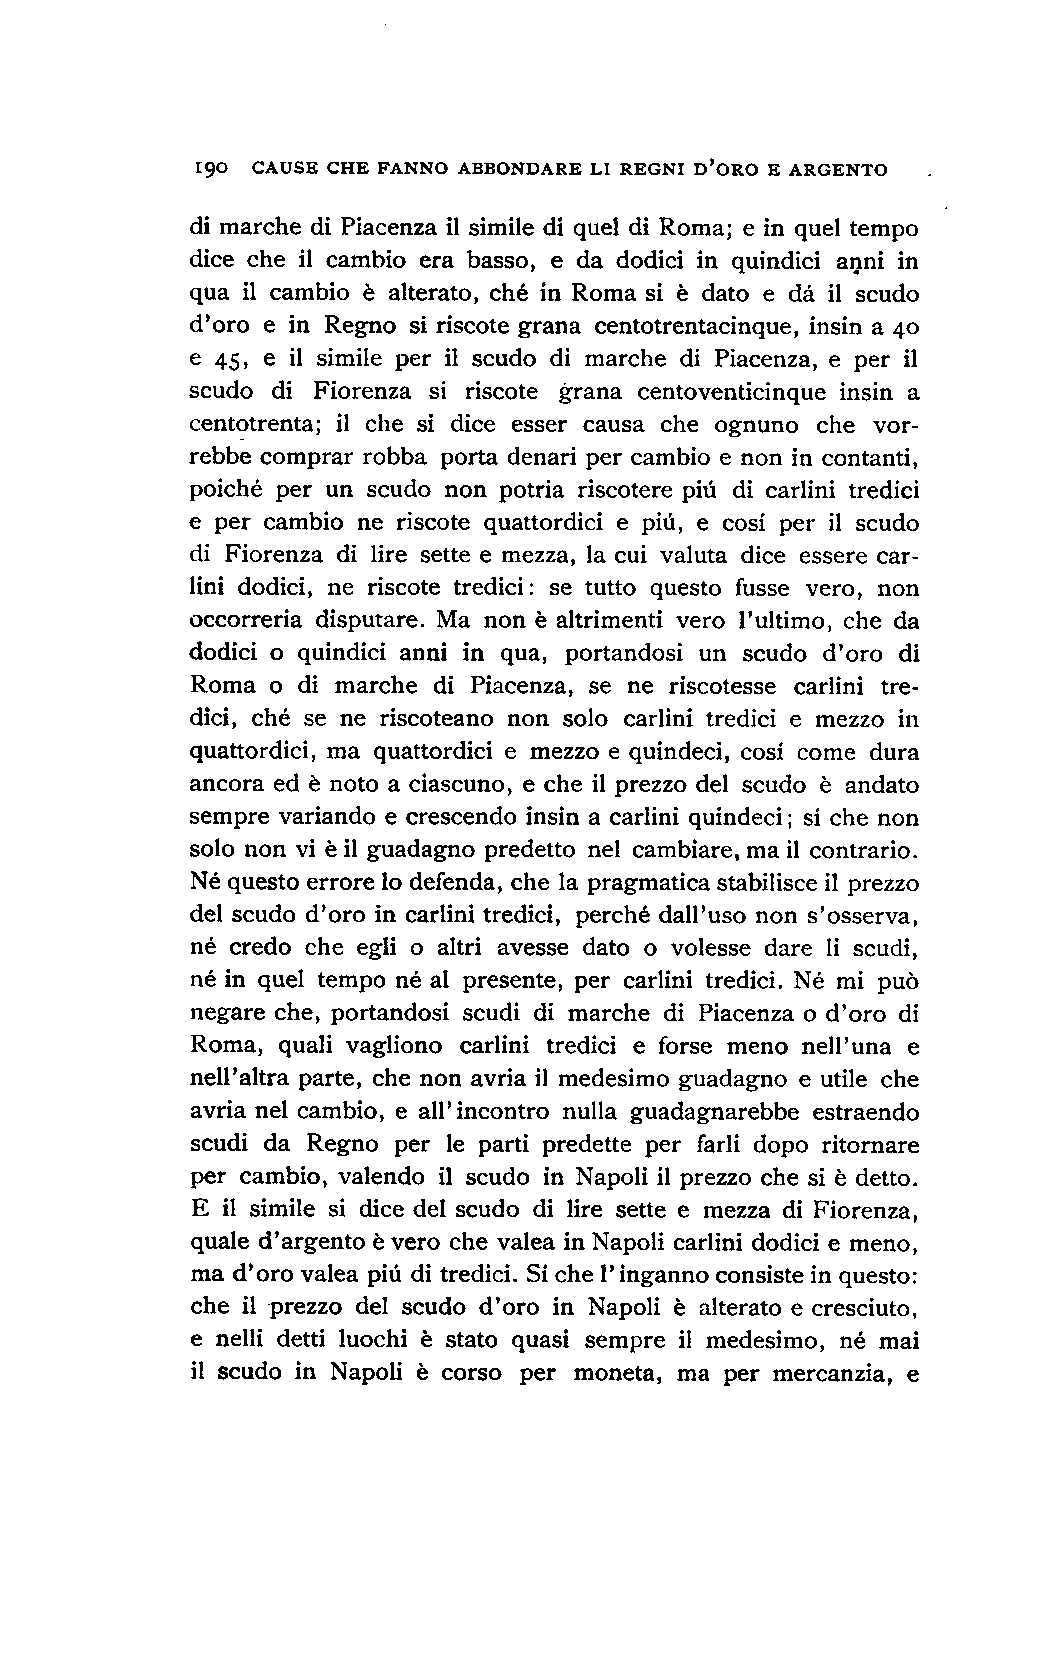 190 CAUSE CHE FANNO ABBONDARE LI REGNI D'ORO E ARGENTO
di marche di Piacenza il simile di quel di Roma; e in quel tempo
dice che il cambio era basso, e da dodici in quindici anni in
qua il cambio è alterato, ché in Roma si è dato e dá il scudo
d'oro e in Regno si riscote grana centotrentacinque, insin a 40
e 45, e il simile per il scudo di marche di Piacenza, e per il
scudo di Fiorenza si riscote grana centoventicinque insin a
centotrenta; il che si dice esser causa che ognuno che vor-
rebbe comprar robba porta denari per cambio e non in contanti,
poiché per un scudo non potria riscotere piú di carlini tredici
e per cambio ne riscote quattordici e piú, e cosí per il scudo
di Fiorenza di lire sette e mezza, la cui valuta dice essere car-
lini dodici, ne riscote tredici: se tutto questo fusse vero, non
occorreria disputare. Ma non è altrimenti vero l'ultimo, che da
dodici o quindici anni in qua, portandosi un scudo d'oro di
Roma o di marche di Piacenza, se ne riscotesse carlini tre-
dici, ché se ne riscoteano non solo carlini tredici e mezzo in
quattordici, ma quattordici e mezzo e quindeci, cosí come dura
ancora ed è noto a ciascuno, e che il prezzo del scudo è andato
sempre variando e crescendo insin a carlini quindeci; sí che non
solo non vi è il guadagno predetto nel cambiare, ma il contrario.
Né questo errore lo defenda, che la pragmatica stabilisce il prezzo
del scudo d'oro in carlini tredici, perché dall'uso non s'osserva,
né credo che egli o altri avesse dato o volesse dare li scudi,
né in quel tempo né al presente, per carlini tredici. Né mi può
negare che, portandosi scudi di marche di Piacenza o d'oro di
Roma, quali vagliono carlini tredici e forse meno nell'una e
nell'altra parte, che non avria il medesimo guadagno e utile che
avria nel cambio, e all'incontro nulla guadagnarebbe estraendo
scudi da Regno per le parti predette per farli dopo ritornare
per cambio, valendo il scudo in Napoli il prezzo che si è detto.
E il simile si dice del scudo di lire sette e mezza di Fiorenza,
quale d'argento è vero che valea in Napoli carlini dodici e meno,
ma d'oro valea piú di tredici. Sí che l'inganno consiste in questo:
che il prezzo del scudo d'oro in Napoli è alterato e cresciuto,
e nelli detti luochi è stato quasi sempre il medesimo, né mai
il scudo in Napoli è corso per moneta, ma per mercanzia, e